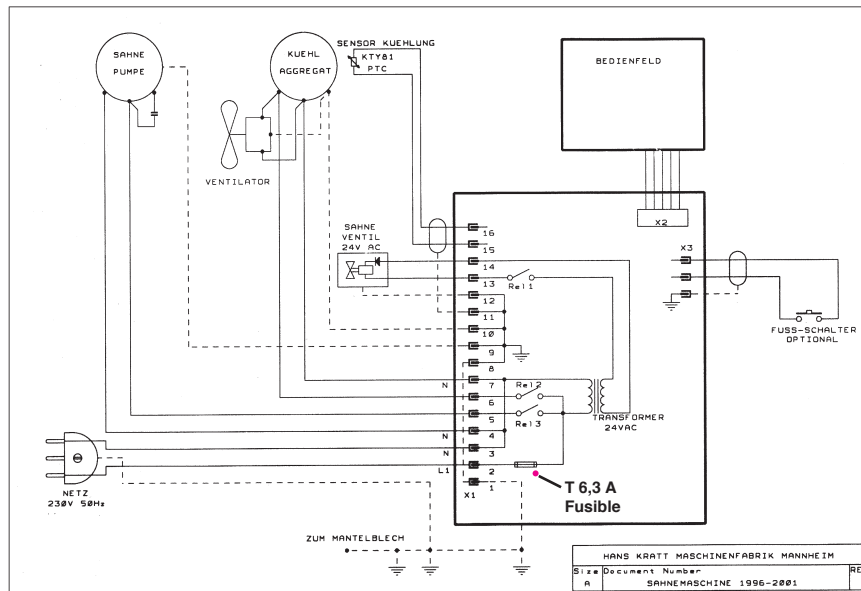 SAHNE
PUMPE
KUEHL
AGGREGAT
SENSOR KUEHLUNG
KTY81
PTC
BEDIENFELD
VENTILATOR
SAHNE
VENTIL
24V AC
X2
X3
16
15
14
13
12
11
10
9
8
7
6
5
4
3
2
1
Rel1
Rel2
Rel3
N
N
N
L1
X1
TRANSFORMER
24VAC
FUSS-SCHALTER
OPTIONAL
NETZ
230V 50Hz
T 6,3 A
Fusible
ZUM MANTELBLECH
HANS KRATT MASCHINENFABRIK MANNHEIM
Size Document Number RE
A SAHNEMASCHINE 1996-2001